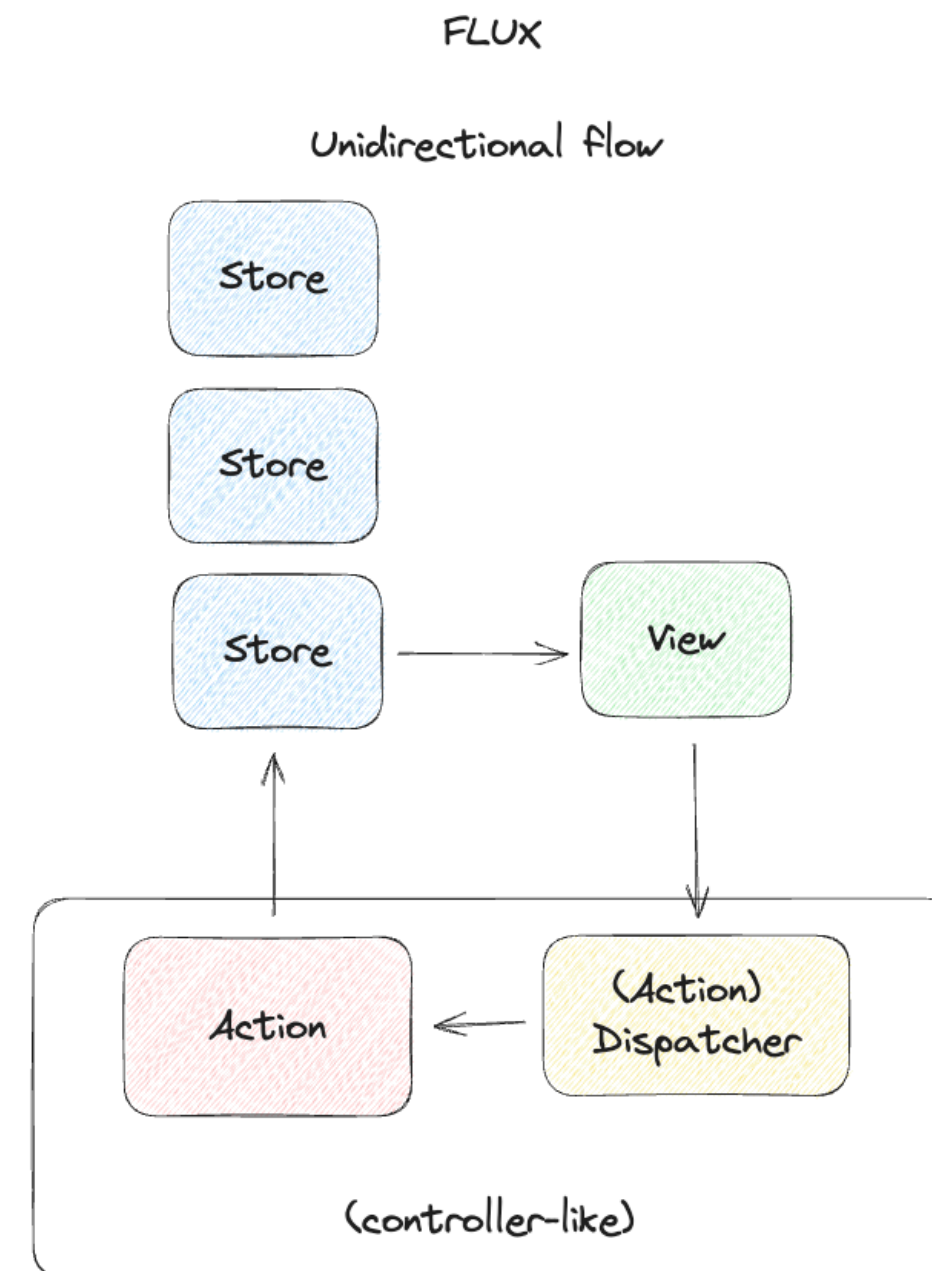 FLUX
Unidirectional flow
Store
Store
Store
View
Action
(Action)
Dispatcher
(controller-like)